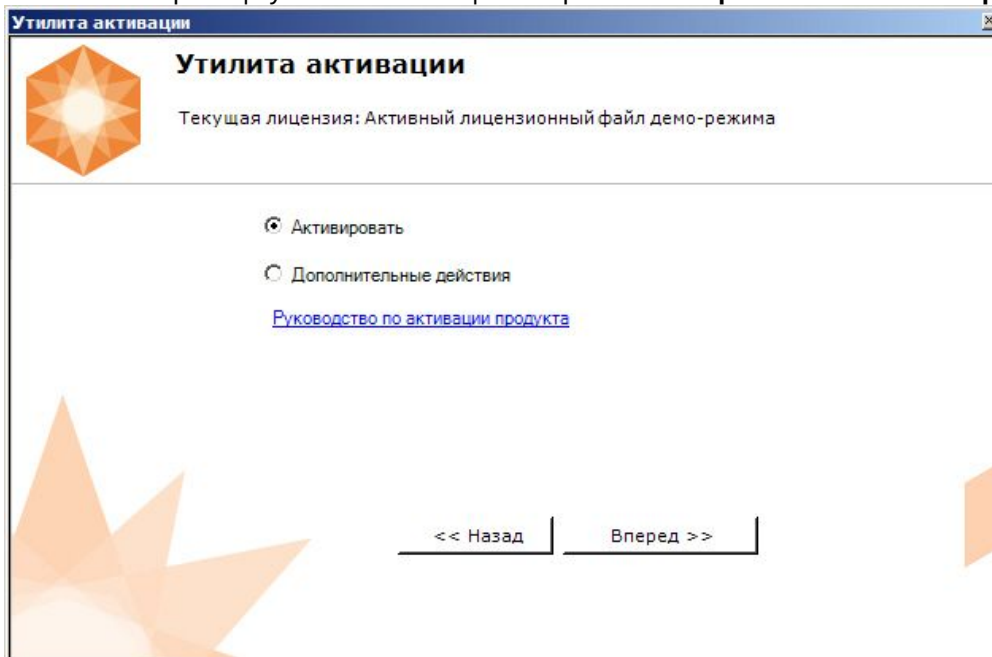 Утилита активации
Утилита активации
Текущая лицензия: Активный лицензионный файл демо-режима
Активировать
Дополнительные действия
Руководство по активации продукта
<< Назад
Вперед >>